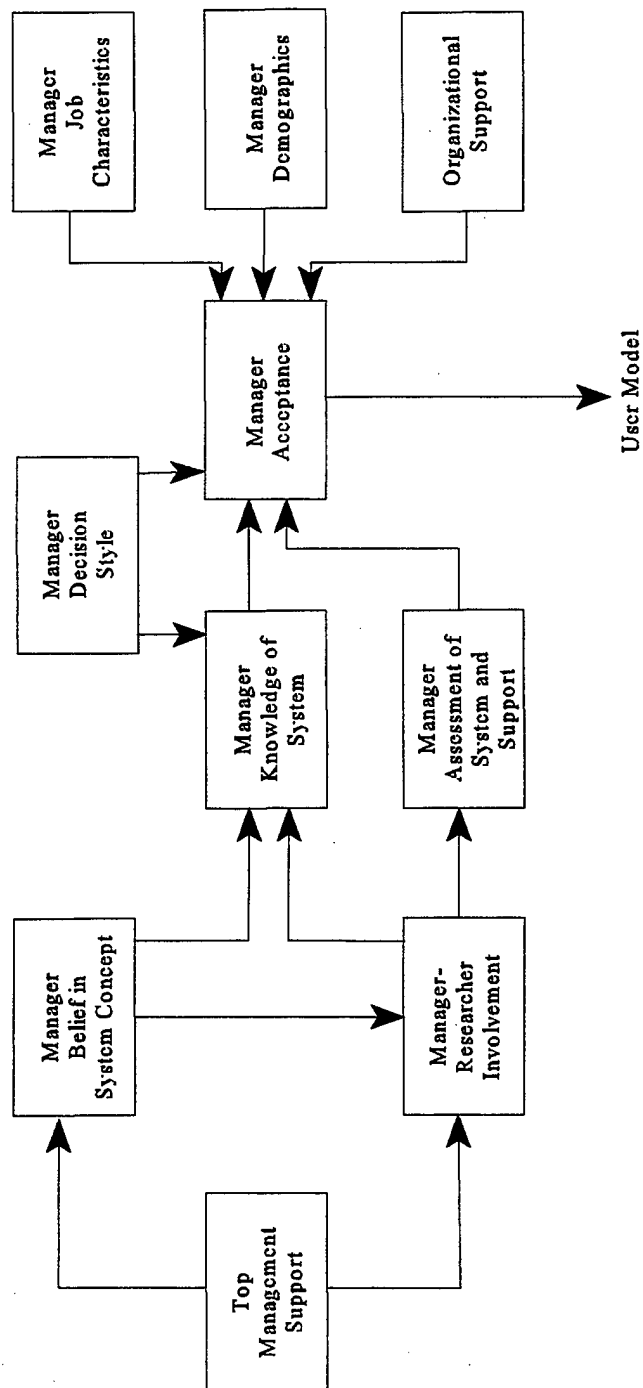 Top
Management
Support
Manager
Belief in
System Concept
Manager-
Researcher
Involvement
Manager
Decision
Style
Manager
Knowledge of
System
Manager
Assessment of
System and
Support
Manager
Acceptance
Manager
Job
Characteristics
Manager
Demographics
Organizational
Support
User Model